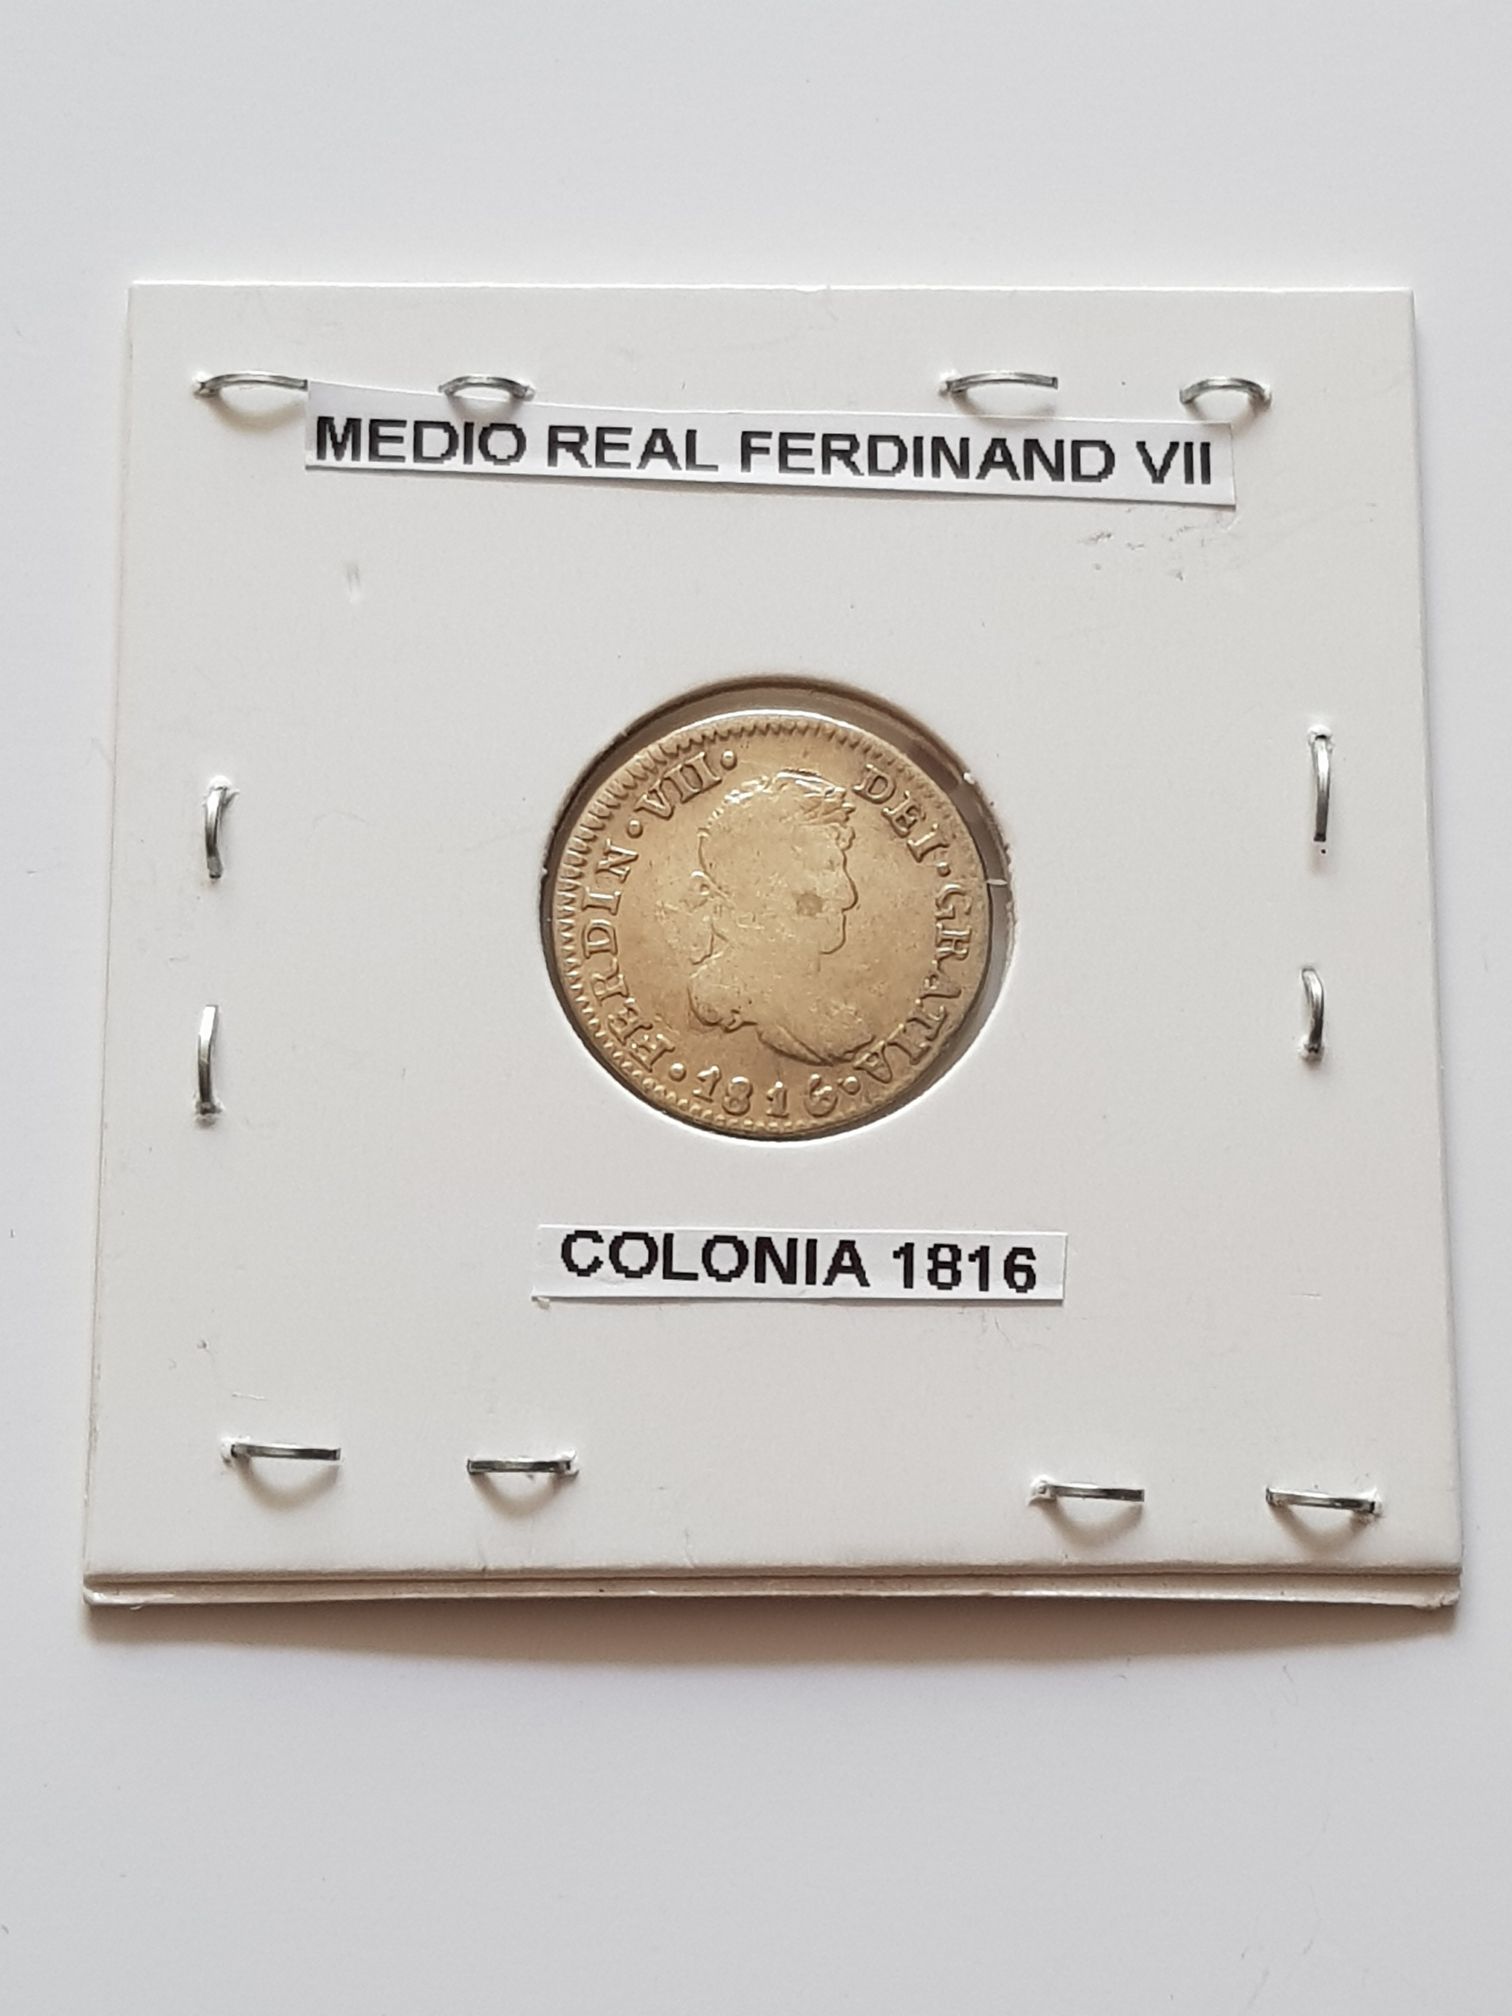 MEDIO REAL FERDINAND VII
FERDIN · VII · DEI · GRATIA · 1816 ·
COLONIA 1816